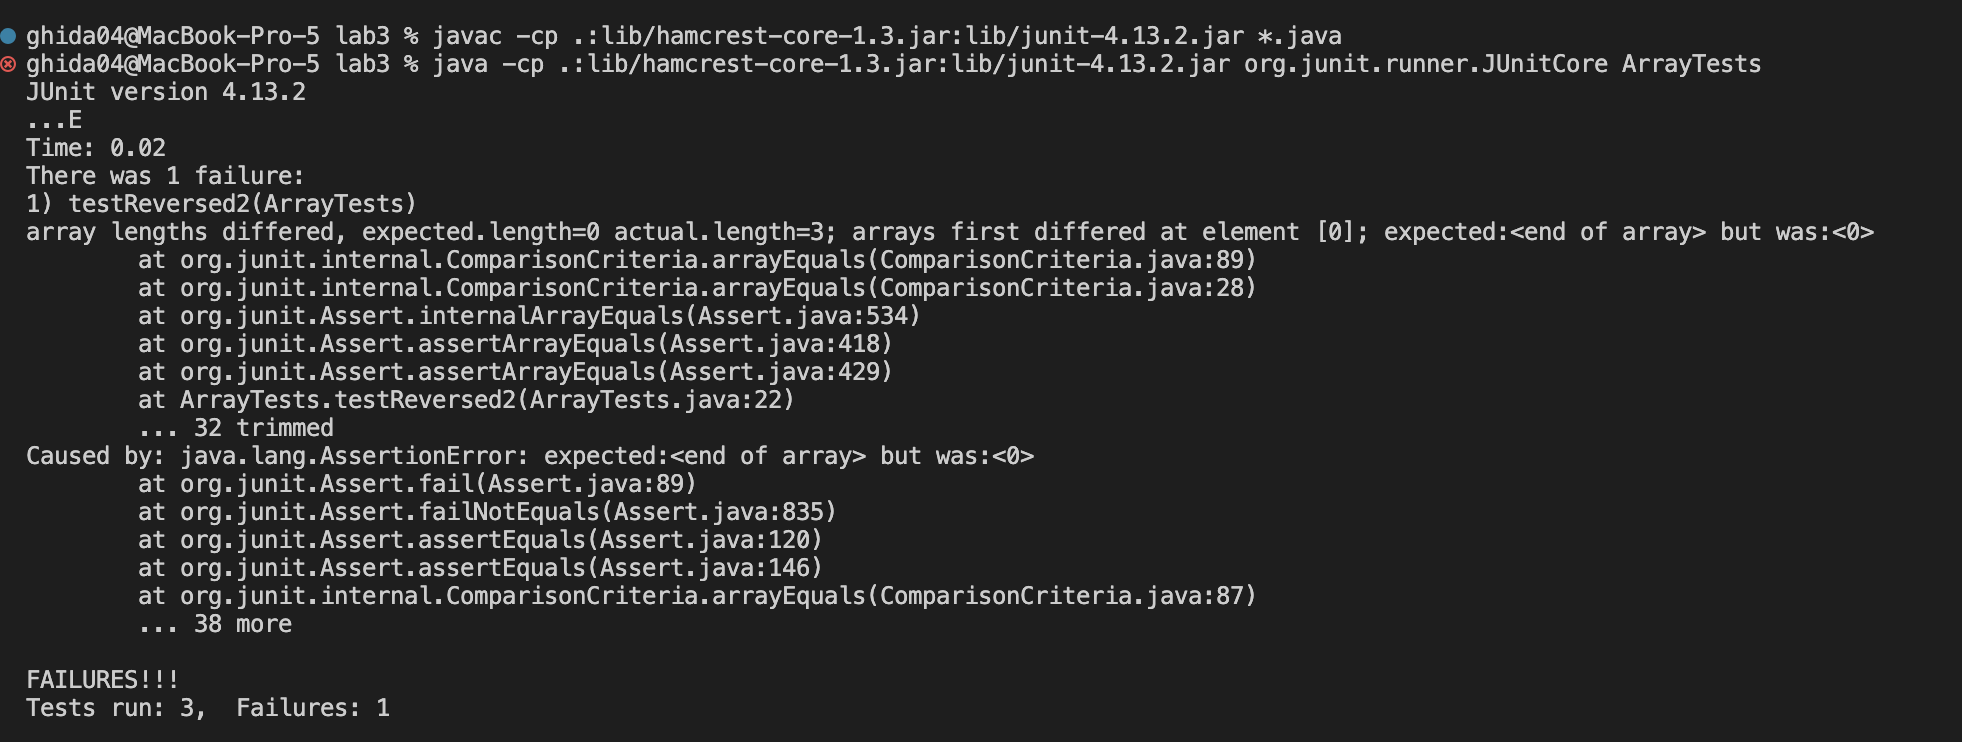 ghida04@MacBook-Pro-5 lab3 % javac -cp .:lib/hamcrest-core-1.3.jar:lib/junit-4.13.2.jar *.java
ghida04@MacBook-Pro-5 lab3 % java -cp .:lib/hamcrest-core-1.3.jar:lib/junit-4.13.2.jar org.junit.runner.JUnitCore ArrayTests
JUnit version 4.13.2
...E
Time: 0.02
There was 1 failure:
1) testReversed2(ArrayTests)
array lengths differed, expected.length=0 actual.length=3; arrays first differed at element [0]; expected:<end of array> but was:<0>
        at org.junit.internal.ComparisonCriteria.arrayEquals(ComparisonCriteria.java:89)
        at org.junit.internal.ComparisonCriteria.arrayEquals(ComparisonCriteria.java:28)
        at org.junit.Assert.internalArrayEquals(Assert.java:534)
        at org.junit.Assert.assertArrayEquals(Assert.java:418)
        at org.junit.Assert.assertArrayEquals(Assert.java:429)
        at ArrayTests.testReversed2(ArrayTests.java:22)
        ... 32 trimmed
Caused by: java.lang.AssertionError: expected:<end of array> but was:<0>
        at org.junit.Assert.fail(Assert.java:89)
        at org.junit.Assert.failNotEquals(Assert.java:835)
        at org.junit.Assert.assertEquals(Assert.java:120)
        at org.junit.Assert.assertEquals(Assert.java:146)
        at org.junit.internal.ComparisonCriteria.arrayEquals(ComparisonCriteria.java:87)
        ... 38 more

FAILURES!!!
Tests run: 3,  Failures: 1